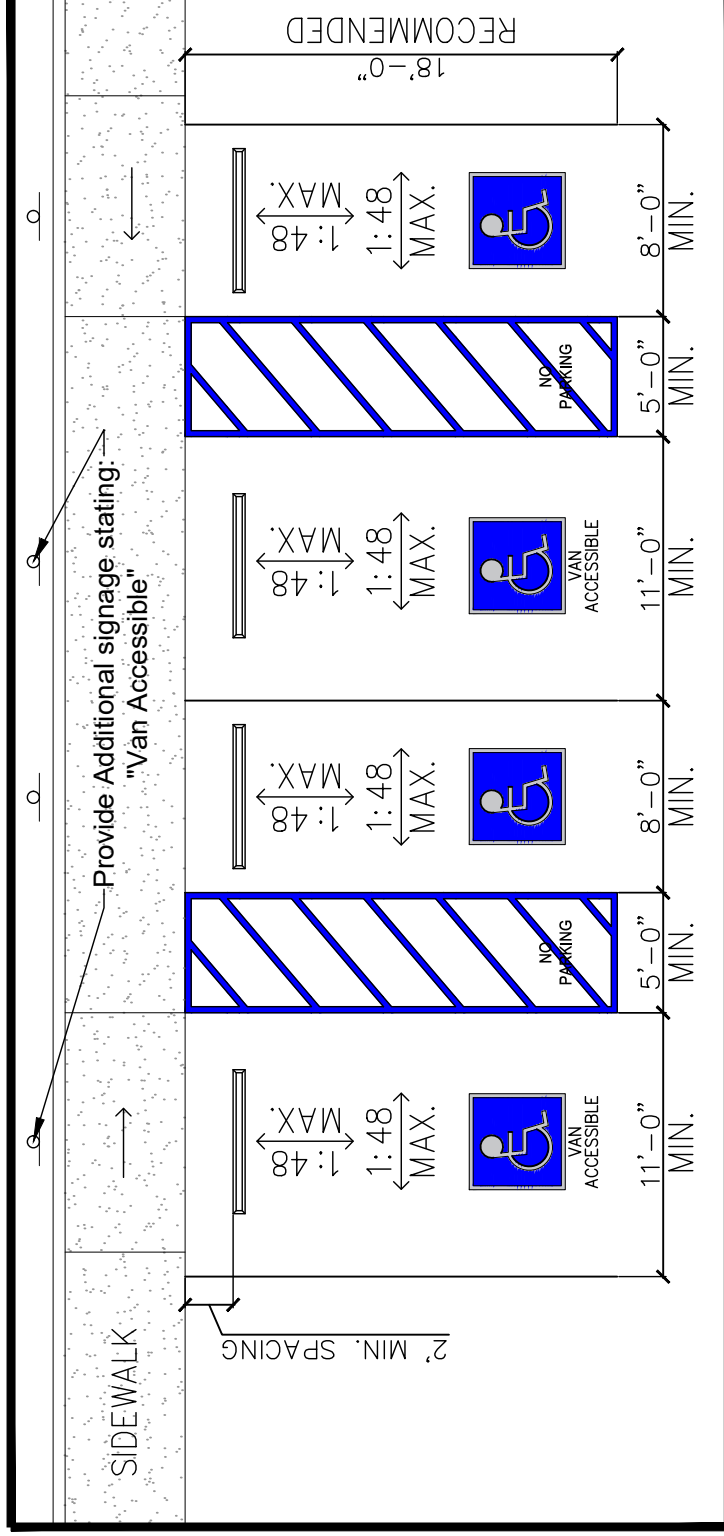 SIDEWALK
Provide Additional signage stating:
"Van Accessible"
2' MIN. SPACING
1:48
MAX.
1:48
MAX.
VAN
ACCESSIBLE
11'-0"
MIN.
NO
PARKING
5'-0"
MIN.
1:48
MAX.
1:48
MAX.
8'-0"
MIN.
1:48
MAX.
1:48
MAX.
VAN
ACCESSIBLE
11'-0"
MIN.
NO
PARKING
5'-0"
MIN.
1:48
MAX.
1:48
MAX.
8'-0"
MIN.
18'-0"
RECOMMENDED